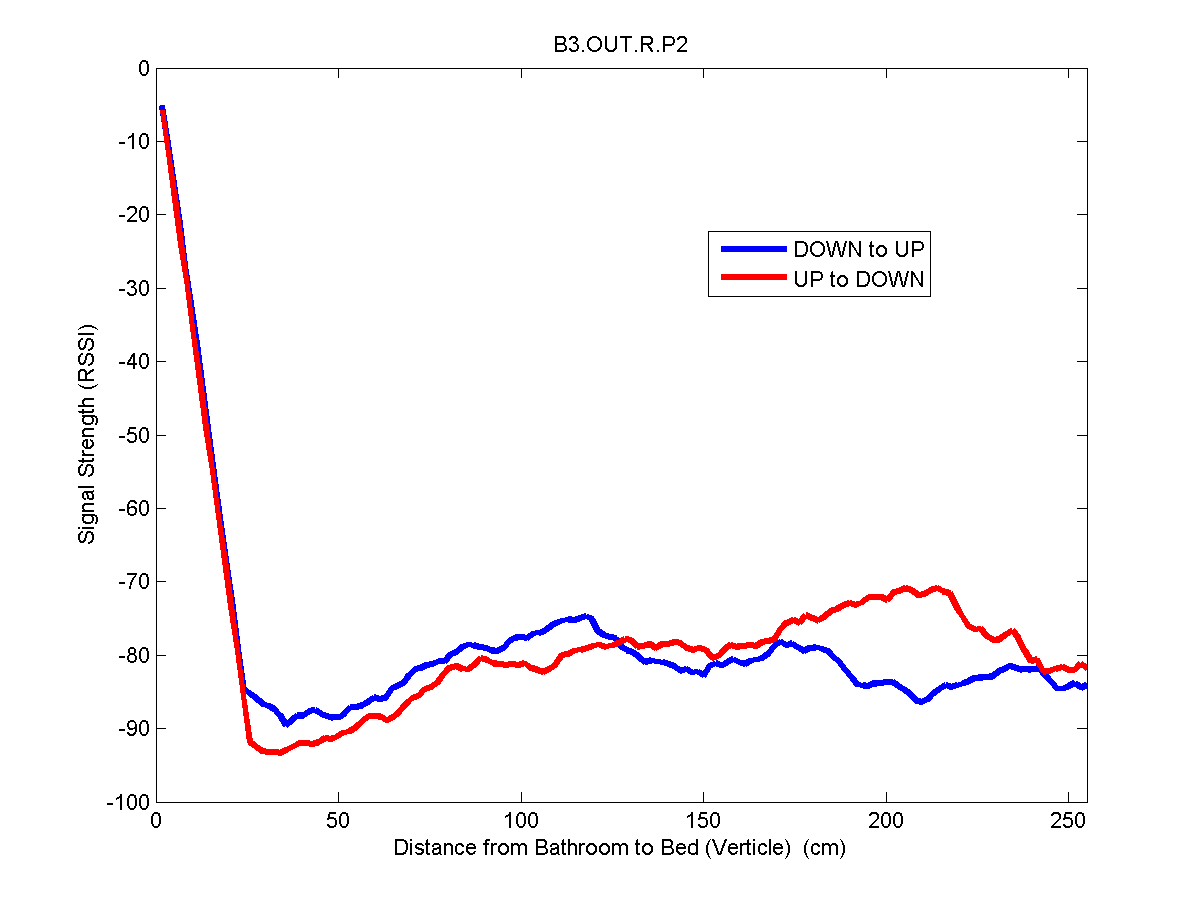 B3.OUT.R.P2
0
-10
-20
-30
-40
-50
-60
-70
-80
-90
-100
Signal Strength (RSSI)
DOWN to UP
UP to DOWN
0 50 100 150 200 250
Distance from Bathroom to Bed (Verticle) (cm)